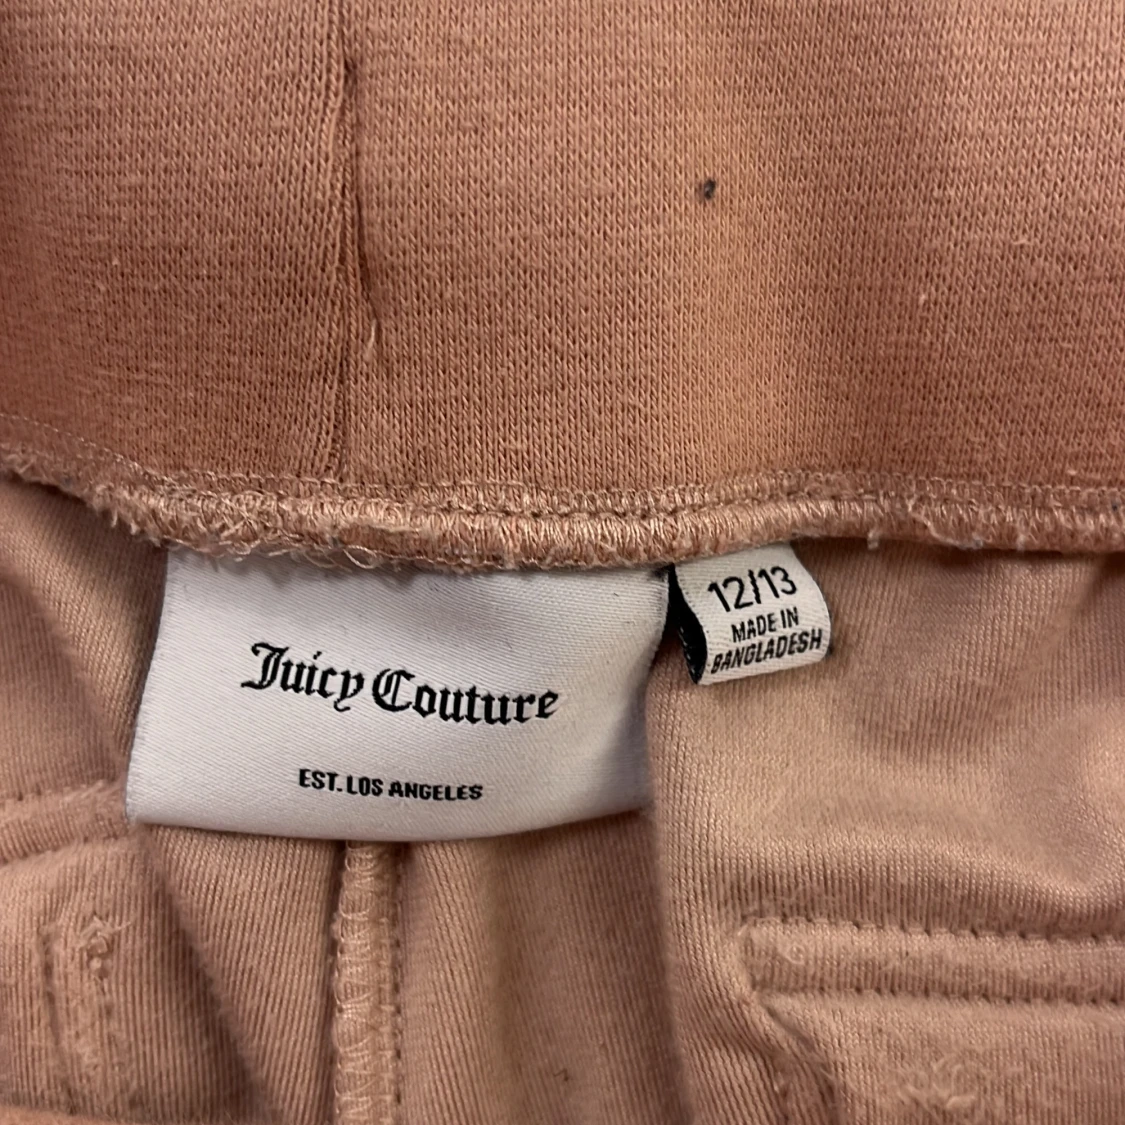 Juicy Couture
EST. LOS ANGELES
12/13
MADE IN
BANGLADESH